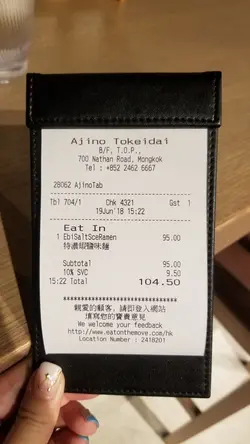 Ajino Tokeidai
B/F, T.O.P.,
700 Nathan Road, Mongkok
Tel : +852 2462 6667
28062 AjinoTab
Tbl 704/1 Chk 4321 Gst 1
19Jun'18 15:22
Eat In
1 EbiSaltSceRamen 95.00
特濃蝦鹽味麵
Subtotal 95.00
10% SVC 9.50
15:22 Total 104.50
親愛的顧客, 請即登入網站
填寫您的寶貴意見
We welcome your feedback
http://www.eatonthemove.com/hk
Location Number : 2418201